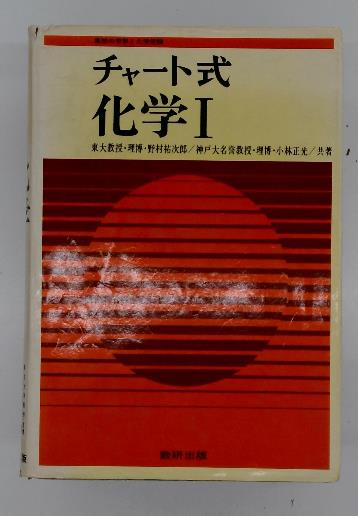 チャート式
化学I
東大教授・理博・野村祐次郎/神戸大名誉教授・理博・小林正光/共著
数研出版